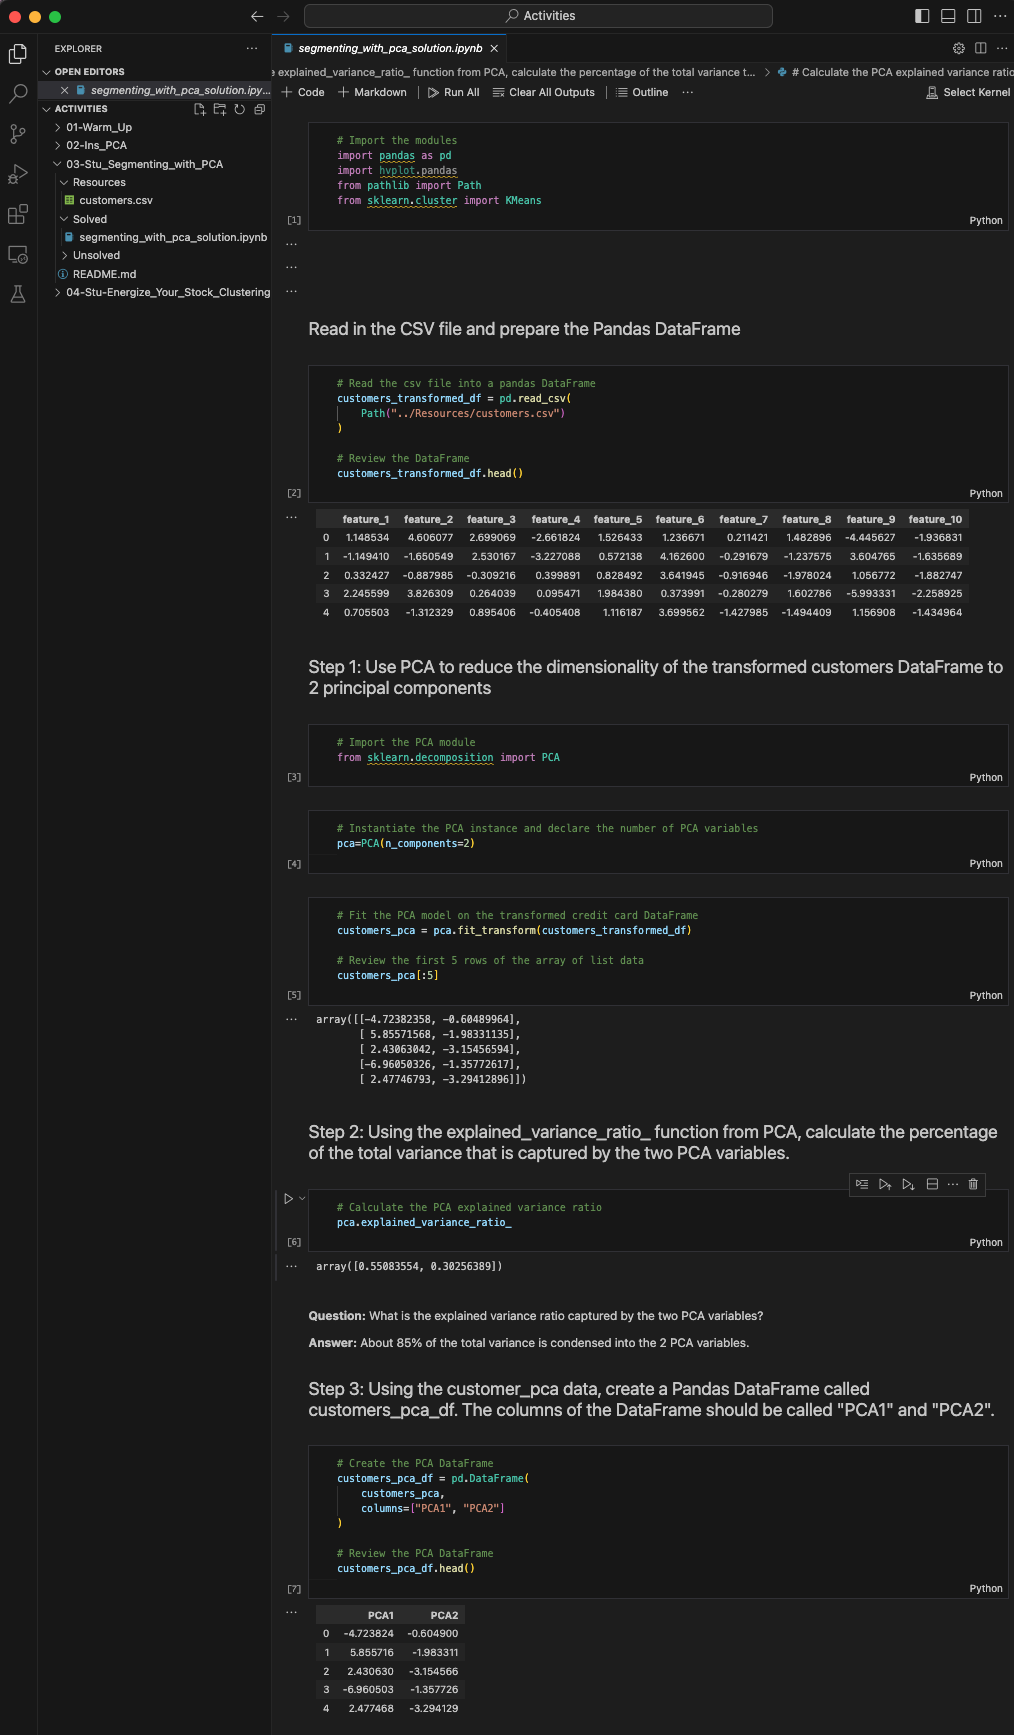 Activities
EXPLORER
OPEN EDITORS
segmenting_with_pca_solution.ipy...
ACTIVITIES
01-Warm_Up
02-Ins_PCA
03-Stu_Segmenting_with_PCA
Resources
customers.csv
Solved
segmenting_with_pca_solution.ipynb
Unsolved
README.md
04-Stu-Energize_Your_Stock_Clustering
segmenting_with_pca_solution.ipynb
explained_variance_ratio_ function from PCA, calculate the percentage of the total variance t... > # Calculate the PCA explained variance ratio
+ Code + Markdown | Run All Clear All Outputs | Outline ... Select Kernel
# Import the modules
import pandas as pd
import hvplot.pandas
from pathlib import Path
from sklearn.cluster import KMeans
[1] Python
Read in the CSV file and prepare the Pandas DataFrame
# Read the csv file into a pandas DataFrame
customers_transformed_df = pd.read_csv(
Path("../Resources/customers.csv")
)
# Review the DataFrame
customers_transformed_df.head()
[2] Python
feature_1 feature_2 feature_3 feature_4 feature_5 feature_6 feature_7 feature_8 feature_9 feature_10
0 1.148534 4.606077 2.699069 -2.661824 1.526433 1.236671 0.211421 1.482896 -4.445627 -1.936831
1 -1.149410 -1.650549 2.530167 -3.227088 0.572138 4.162600 -0.291679 -1.237575 3.604765 -1.635689
2 0.332427 -0.887985 -0.309216 0.399891 0.828492 3.641945 -0.916946 -1.978024 1.056772 -1.882747
3 2.245599 3.826309 0.264039 0.095471 1.984380 0.373991 -0.280279 1.602786 -5.993331 -2.258925
4 0.705503 -1.312329 0.895406 -0.405408 1.116187 3.699562 -1.427985 -1.494409 1.156908 -1.434964
Step 1: Use PCA to reduce the dimensionality of the transformed customers DataFrame to
2 principal components
# Import the PCA module
from sklearn.decomposition import PCA
[3] Python
# Instantiate the PCA instance and declare the number of PCA variables
pca=PCA(n_components=2)
[4] Python
# Fit the PCA model on the transformed credit card DataFrame
customers_pca = pca.fit_transform(customers_transformed_df)
# Review the first 5 rows of the array of list data
customers_pca[:5]
[5] Python
array([[-4.72382358, -0.60489964],
[ 5.85571568, -1.98331135],
[ 2.43063042, -3.15456594],
[-6.96050326, -1.35772617],
[ 2.47746793, -3.29412896]])
Step 2: Using the explained_variance_ratio_ function from PCA, calculate the percentage
of the total variance that is captured by the two PCA variables.
# Calculate the PCA explained variance ratio
pca.explained_variance_ratio_
[6] Python
array([0.55083554, 0.30256389])
Question: What is the explained variance ratio captured by the two PCA variables?
Answer: About 85% of the total variance is condensed into the 2 PCA variables.
Step 3: Using the customer_pca data, create a Pandas DataFrame called
customers_pca_df. The columns of the DataFrame should be called "PCA1" and "PCA2".
# Create the PCA DataFrame
customers_pca_df = pd.DataFrame(
customers_pca,
columns=["PCA1", "PCA2"]
)
# Review the PCA DataFrame
customers_pca_df.head()
[7] Python
PCA1 PCA2
0 -4.723824 -0.604900
1 5.855716 -1.983311
2 2.430630 -3.154566
3 -6.960503 -1.357726
4 2.477468 -3.294129